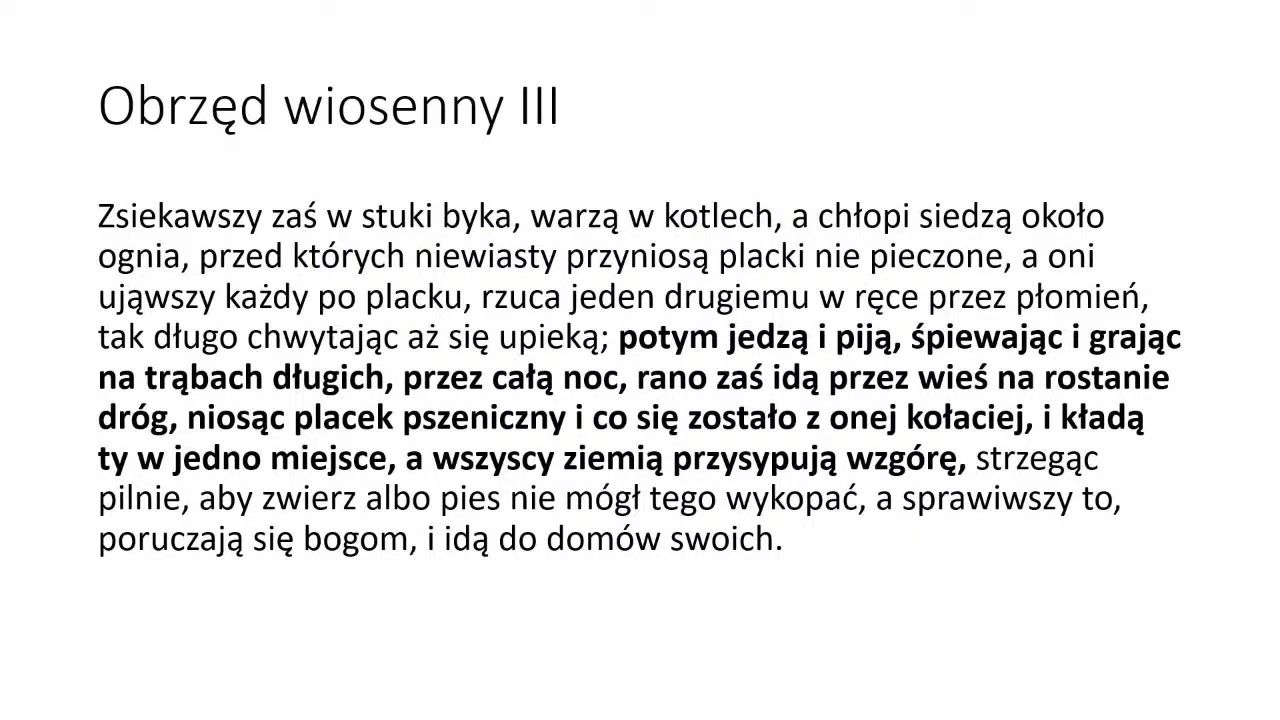 Obrzęd wiosenny III
Zsiekawszy zaś w stuki byka, warzą w kotlech, a chłopi siedzą około
ognia, przed których niewiasty przyniosą placki nie pieczone, a oni
ująwszy każdy po placku, rzuca jeden drugiemu w ręce przez płomień,
tak długo chwytając aż się upieką; potym jedzą i piją, śpiewając i grając
na trąbach długich, przez całą noc, rano zaś idą przez wieś na rostanie
dróg, niosąc placek pszeniczny i co się zostało z onej kołaciej, i kładą
ty w jedno miejsce, a wszyscy ziemią przysypują wzgórę, strzegąc
pilnie, aby zwierz albo pies nie mógł tego wykopać, a sprawiwszy to,
poruczają się bogom, i idą do domów swoich.